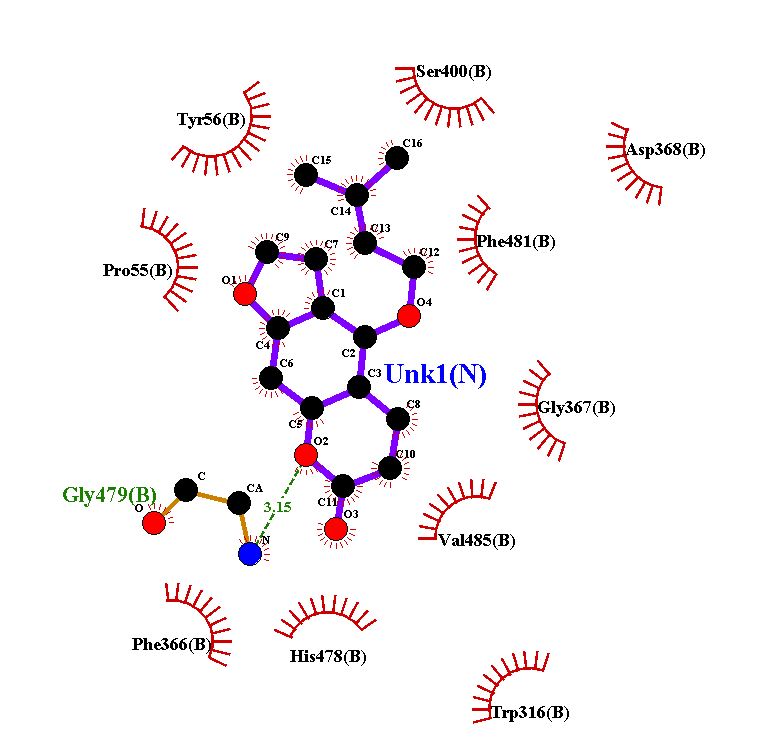 Ser400(B)
Tyr56(B)
Asp368(B)
C15
C16
C14
C13
C9
C7
C12
Phe481(B)
Pro55(B)
O1
C1
O4
C4
C2
C6
C3
Unk1(N)
C5
C8
Gly367(B)
O2
C10
Gly479(B)
C
CA
C11
O
3.15
O3
N
Val485(B)
Phe366(B)
His478(B)
Trp316(B)